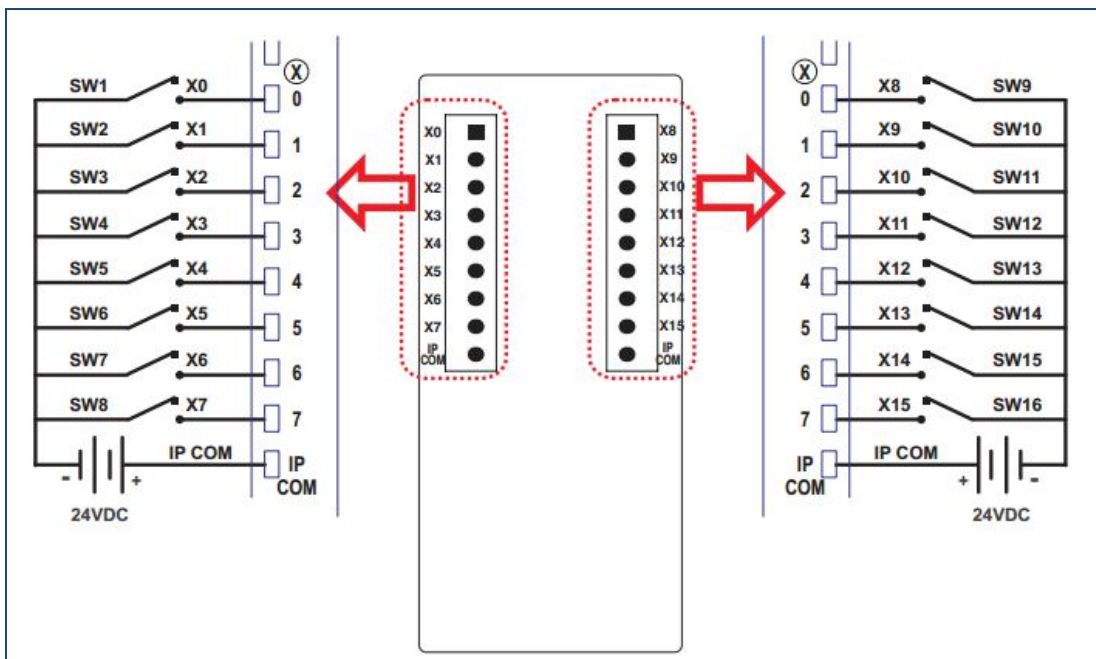 SW1 X0 0
SW2 X1 1
SW3 X2 2
SW4 X3 3
SW5 X4 4
SW6 X5 5
SW7 X6 6
SW8 X7 7
IP COM IP
COM
- +
24VDC
X
X0
X1
X2
X3
X4
X5
X6
X7
IP
COM
X8
X9
X10
X11
X12
X13
X14
X15
IP
COM
X
0 X8 SW9
1 X9 SW10
2 X10 SW11
3 X11 SW12
4 X12 SW13
5 X13 SW14
6 X14 SW15
7 X15 SW16
IP IP COM
COM
+ -
24VDC